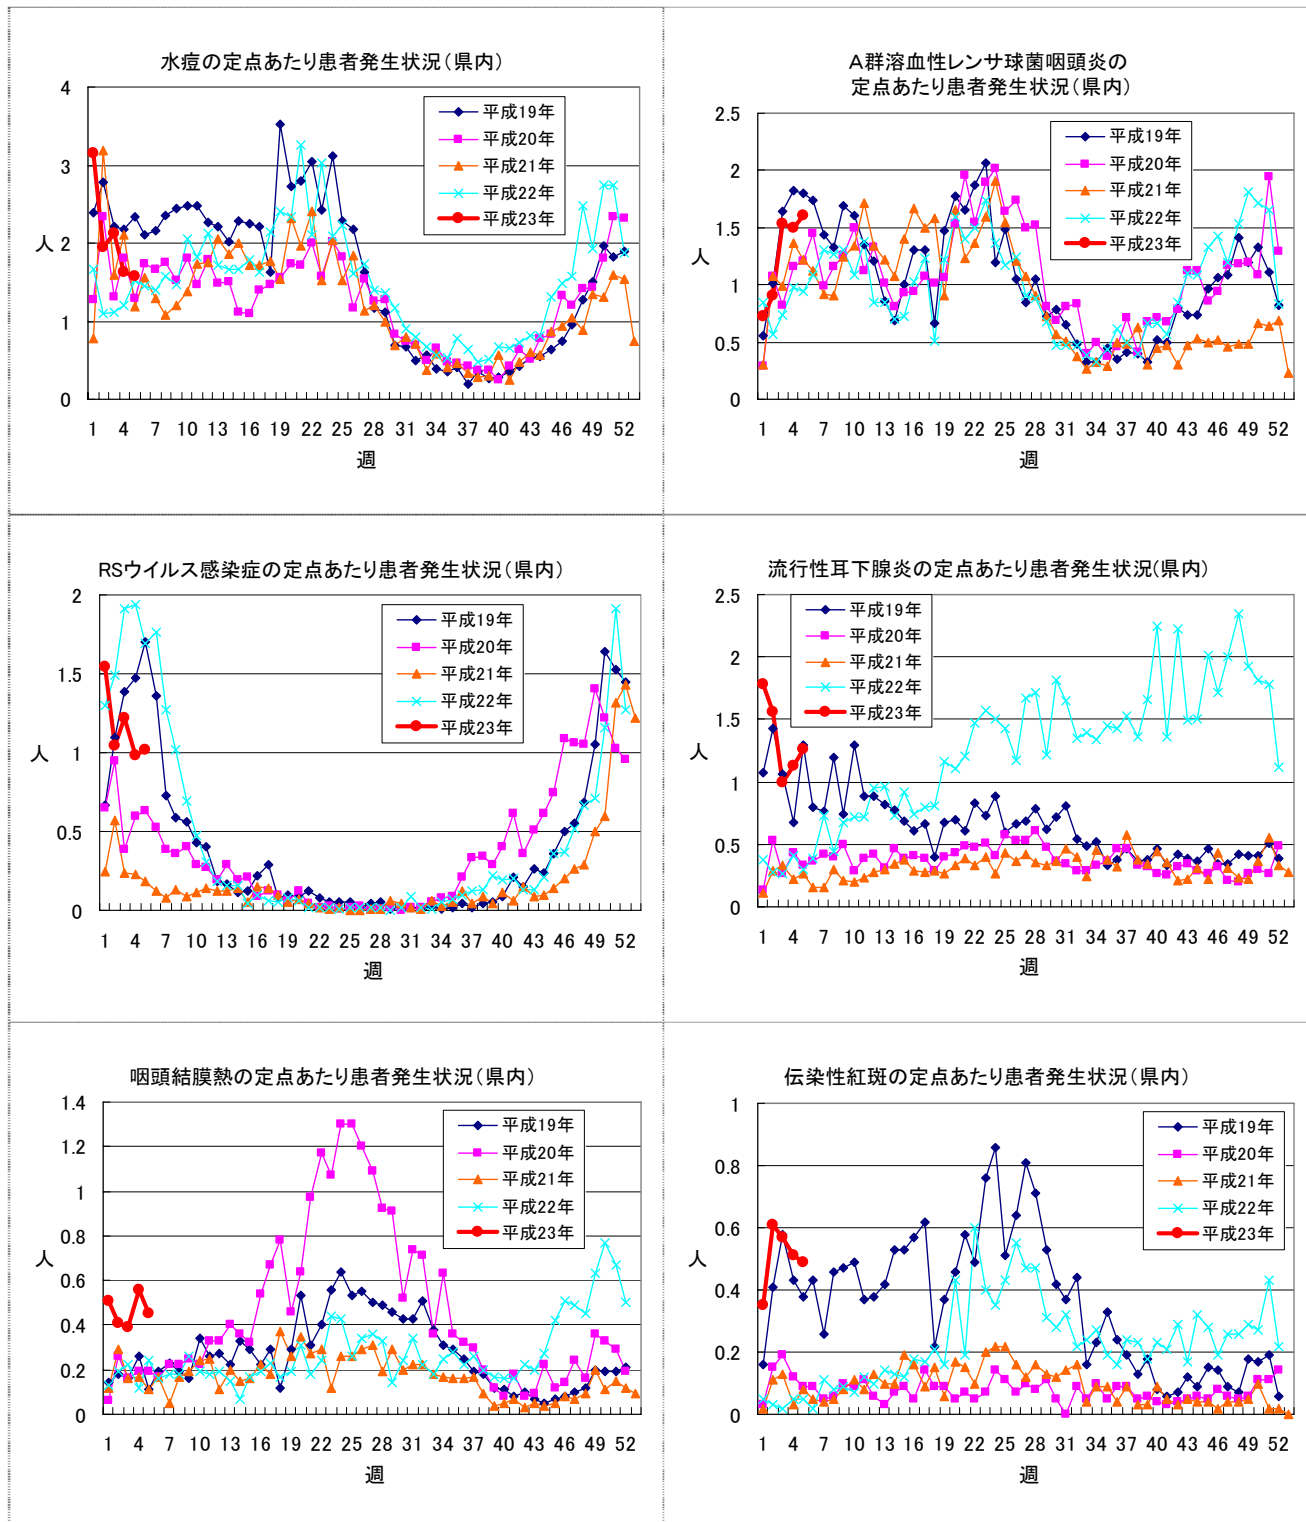 水痘の定点あたり患者発生状況(県内)
4
3
2
1
0
人
平成19年
平成20年
平成21年
平成22年
平成23年
1 4 7 10 13 16 19 22 25 28 31 34 37 40 43 46 49 52
週
A群溶血性レンサ球菌咽頭炎の
定点あたり患者発生状況(県内)
2.5
2
1.5
1
0.5
0
人
平成19年
平成20年
平成21年
平成22年
平成23年
1 4 7 10 13 16 19 22 25 28 31 34 37 40 43 46 49 52
週
RSウイルス感染症の定点あたり患者発生状況(県内)
2
1.5
1
0.5
0
人
平成19年
平成20年
平成21年
平成22年
平成23年
1 4 7 10 13 16 19 22 25 28 31 34 37 40 43 46 49 52
週
流行性耳下腺炎の定点あたり患者発生状況(県内)
2.5
2
1.5
1
0.5
0
人
平成19年
平成20年
平成21年
平成22年
平成23年
1 4 7 10 13 16 19 22 25 28 31 34 37 40 43 46 49 52
週
咽頭結膜熱の定点あたり患者発生状況(県内)
1.4
1.2
1
0.8
0.6
0.4
0.2
0
人
平成19年
平成20年
平成21年
平成22年
平成23年
1 4 7 10 13 16 19 22 25 28 31 34 37 40 43 46 49 52
週
伝染性紅斑の定点あたり患者発生状況(県内)
1
0.8
0.6
0.4
0.2
0
人
平成19年
平成20年
平成21年
平成22年
平成23年
1 4 7 10 13 16 19 22 25 28 31 34 37 40 43 46 49 52
週